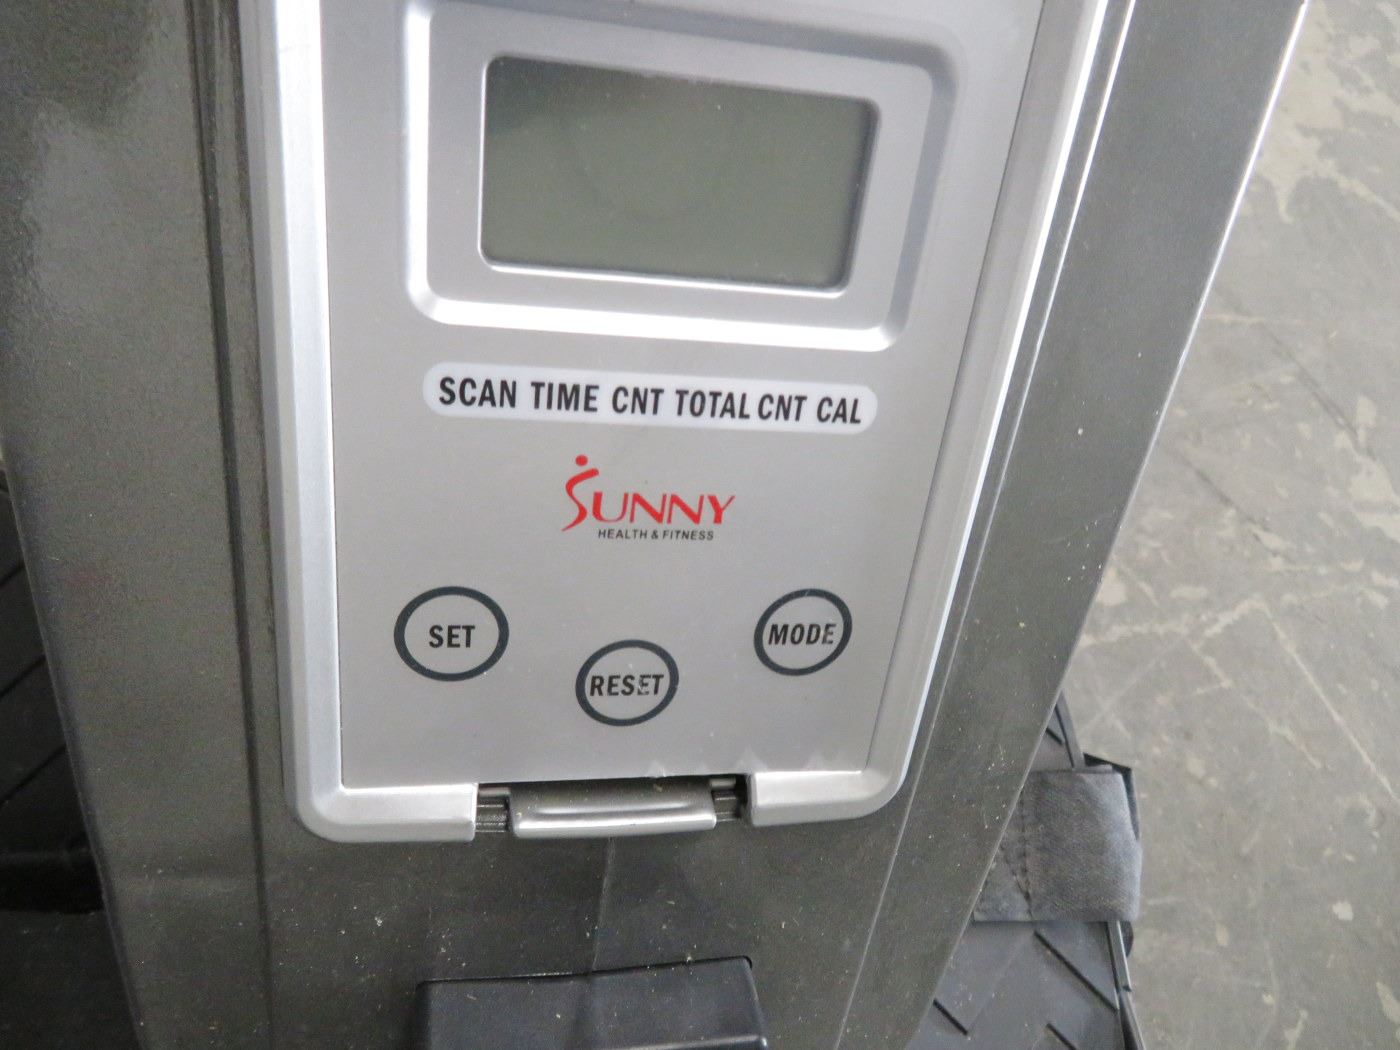 SCAN TIME CNT TOTAL CNT CAL
SUNNY
HEALTH & FITNESS
SET
RESET
MODE